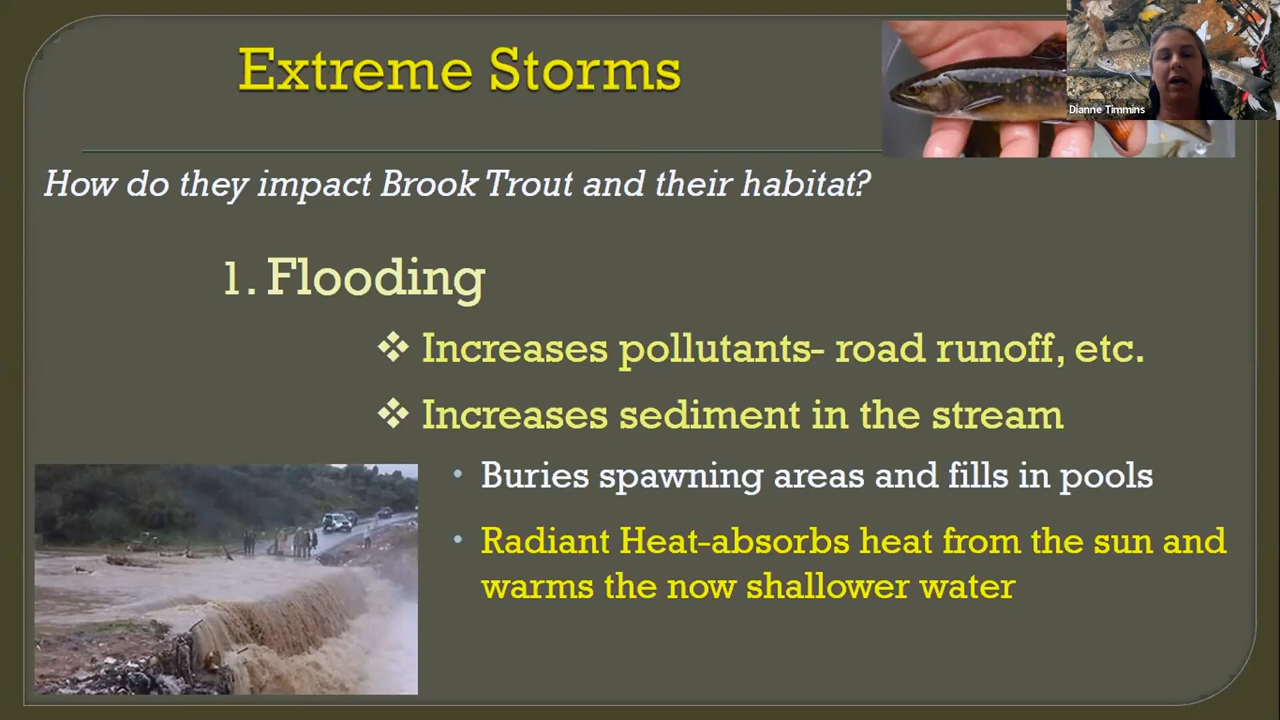 Extreme Storms
Dianne Timmins
How do they impact Brook Trout and their habitat?
1. Flooding
❖ Increases pollutants- road runoff, etc.
❖ Increases sediment in the stream
• Buries spawning areas and fills in pools
• Radiant Heat-absorbs heat from the sun and
warms the now shallower water